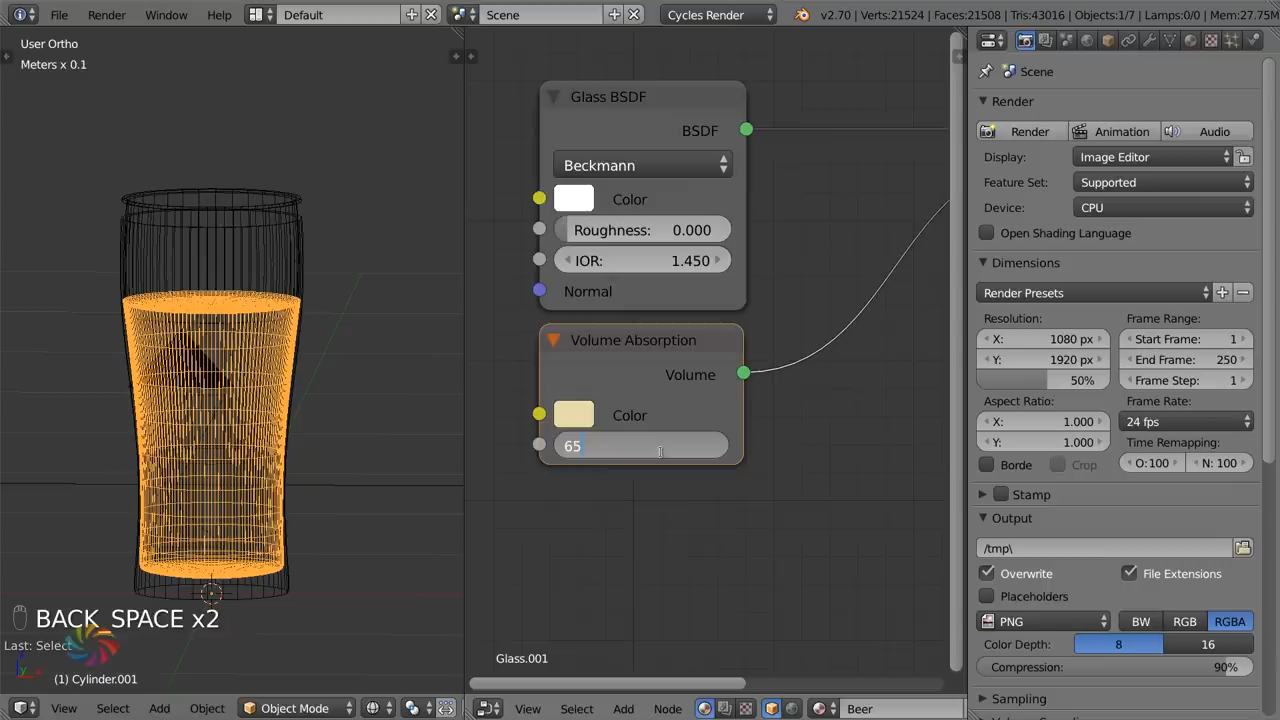 File Render Window Help
Default
Scene
Cycles Render
v2.70 | Verts:21524 | Faces:21508 | Tris:43016 | Objects:1/7 | Lamps:0/0 | Mem:27.75M
User Ortho
Meters x 0.1
BACK_SPACE x2
Last: Select
(1) Cylinder.001
View Select Add Object
Object Mode
Glass BSDF
BSDF
Beckmann
Color
Roughness: 0.000
IOR: 1.450
Normal
Volume Absorption
Volume
Color
65
Glass.001
View Select Add Node
Beer
Scene
Render
Render Animation Audio
Display: Image Editor
Feature Set: Supported
Device: CPU
Open Shading Language
Dimensions
Render Presets
Resolution: Frame Range:
X: 1080 px Start Frame: 1
Y: 1920 px End Frame: 250
50% Frame Step: 1
Aspect Ratio: Frame Rate:
X: 1.000 24 fps
Y: 1.000 Time Remapping:
Borde Crop O:100 N: 100
Stamp
Output
/tmp\
Overwrite File Extensions
Placeholders
PNG BW RGB RGBA
Color Depth: 8 16
Compression: 90%
Sampling